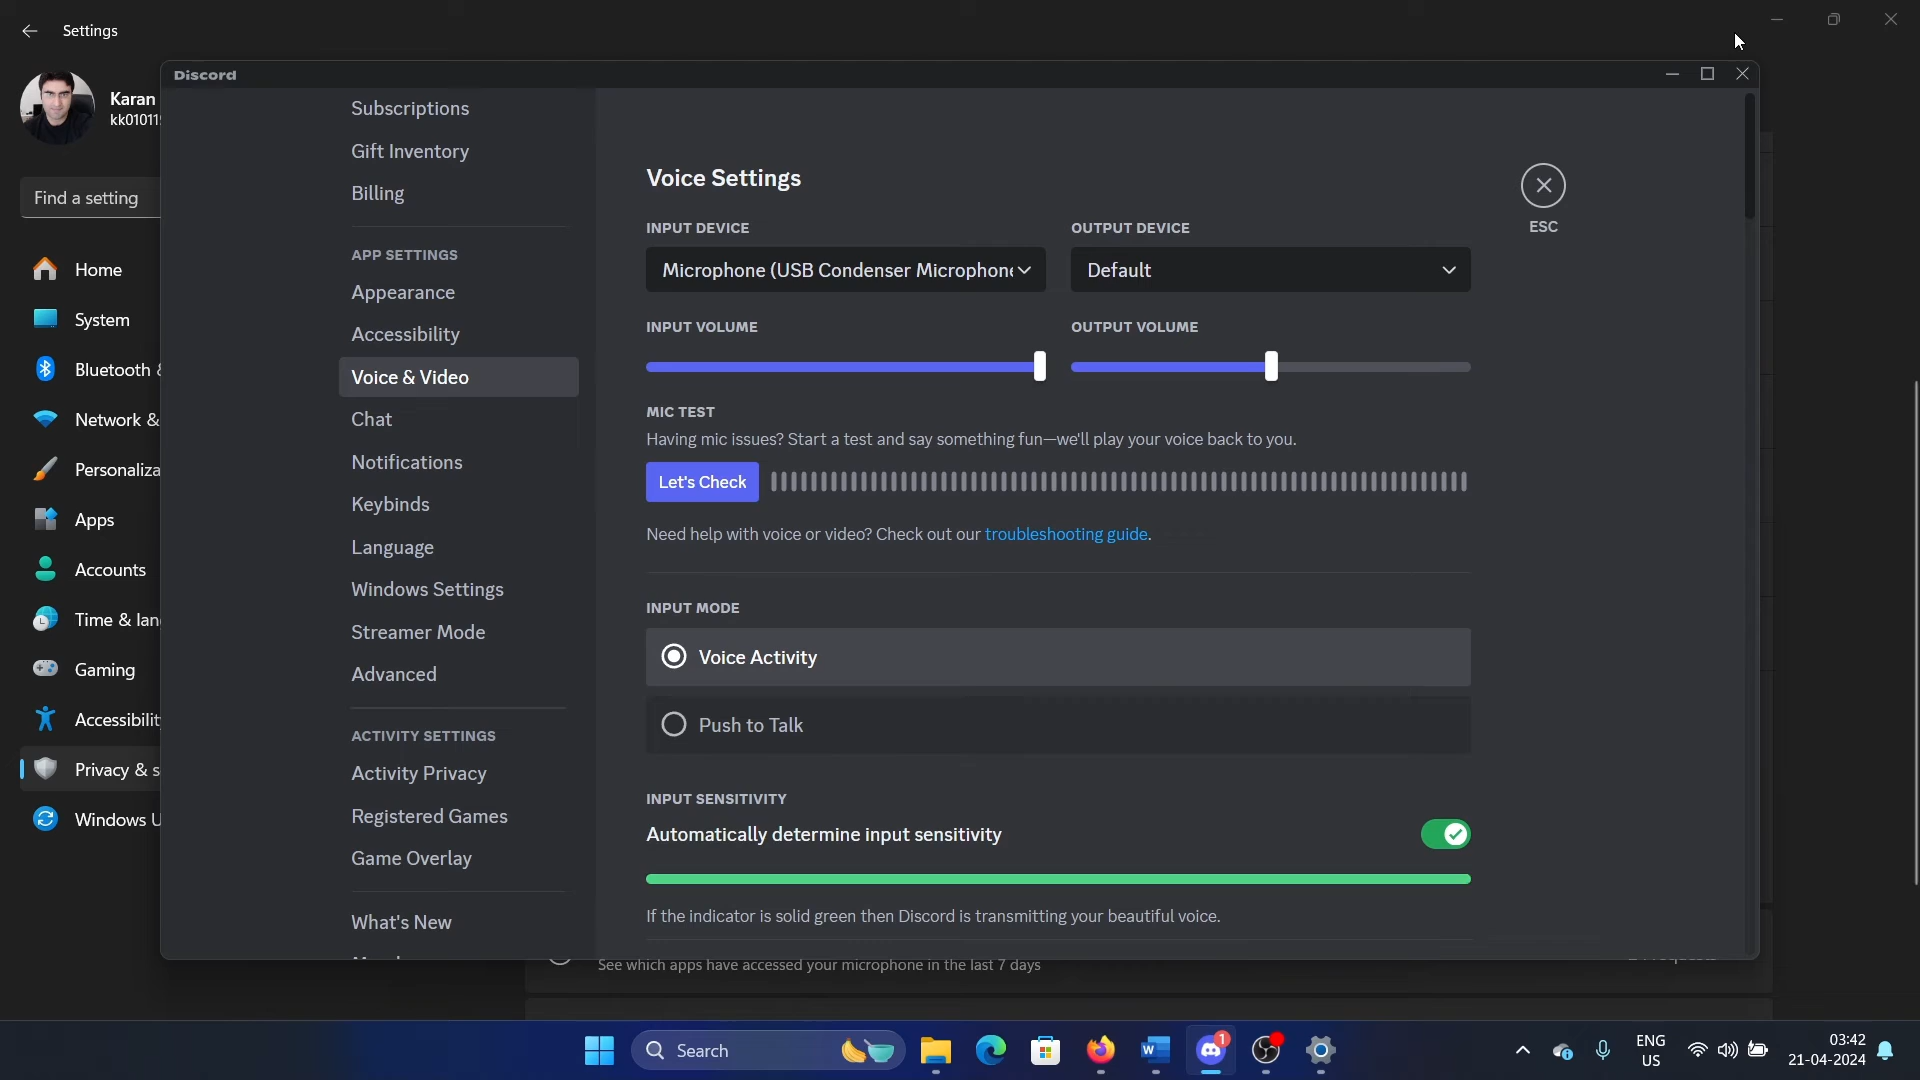 Settings
Discord
Karan
kk01011
Find a setting
Home
System
Bluetooth &
Network &
Personaliza
Apps
Accounts
Time & lan
Gaming
Accessibilit
Privacy & s
Windows U
Subscriptions
Gift Inventory
Billing
APP SETTINGS
Appearance
Accessibility
Voice & Video
Chat
Notifications
Keybinds
Language
Windows Settings
Streamer Mode
Advanced
ACTIVITY SETTINGS
Activity Privacy
Registered Games
Game Overlay
What's New
Voice Settings
ESC
INPUT DEVICE
OUTPUT DEVICE
Microphone (USB Condenser Microphone
Default
INPUT VOLUME
OUTPUT VOLUME
MIC TEST
Having mic issues? Start a test and say something fun—we'll play your voice back to you.
Let's Check
Need help with voice or video? Check out our troubleshooting guide.
INPUT MODE
Voice Activity
Push to Talk
INPUT SENSITIVITY
Automatically determine input sensitivity
If the indicator is solid green then Discord is transmitting your beautiful voice.
See which apps have accessed your microphone in the last 7 days
Search
W
1
ENG
US
03:42
21-04-2024